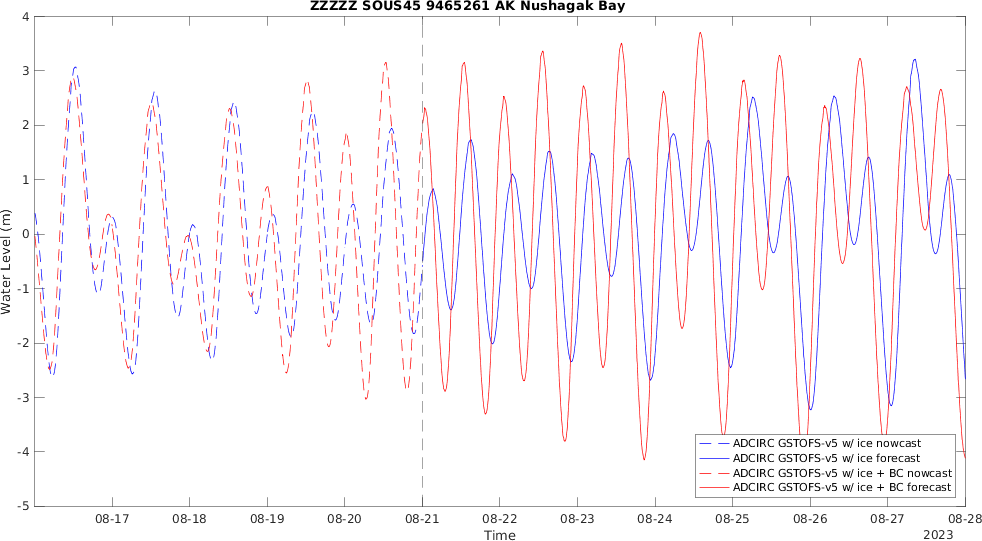 ZZZZZ SOUS45 9465261 AK Nushagak Bay
4
3
2
1
0
-1
-2
-3
-4
-5
Water Level (m)
ADCIRC GSTOFS-v5 w/ ice nowcast
ADCIRC GSTOFS-v5 w/ ice forecast
ADCIRC GSTOFS-v5 w/ ice + BC nowcast
ADCIRC GSTOFS-v5 w/ ice + BC forecast
08-17 08-18 08-19 08-20 08-21 08-22 08-23 08-24 08-25 08-26 08-27 08-28
Time
2023